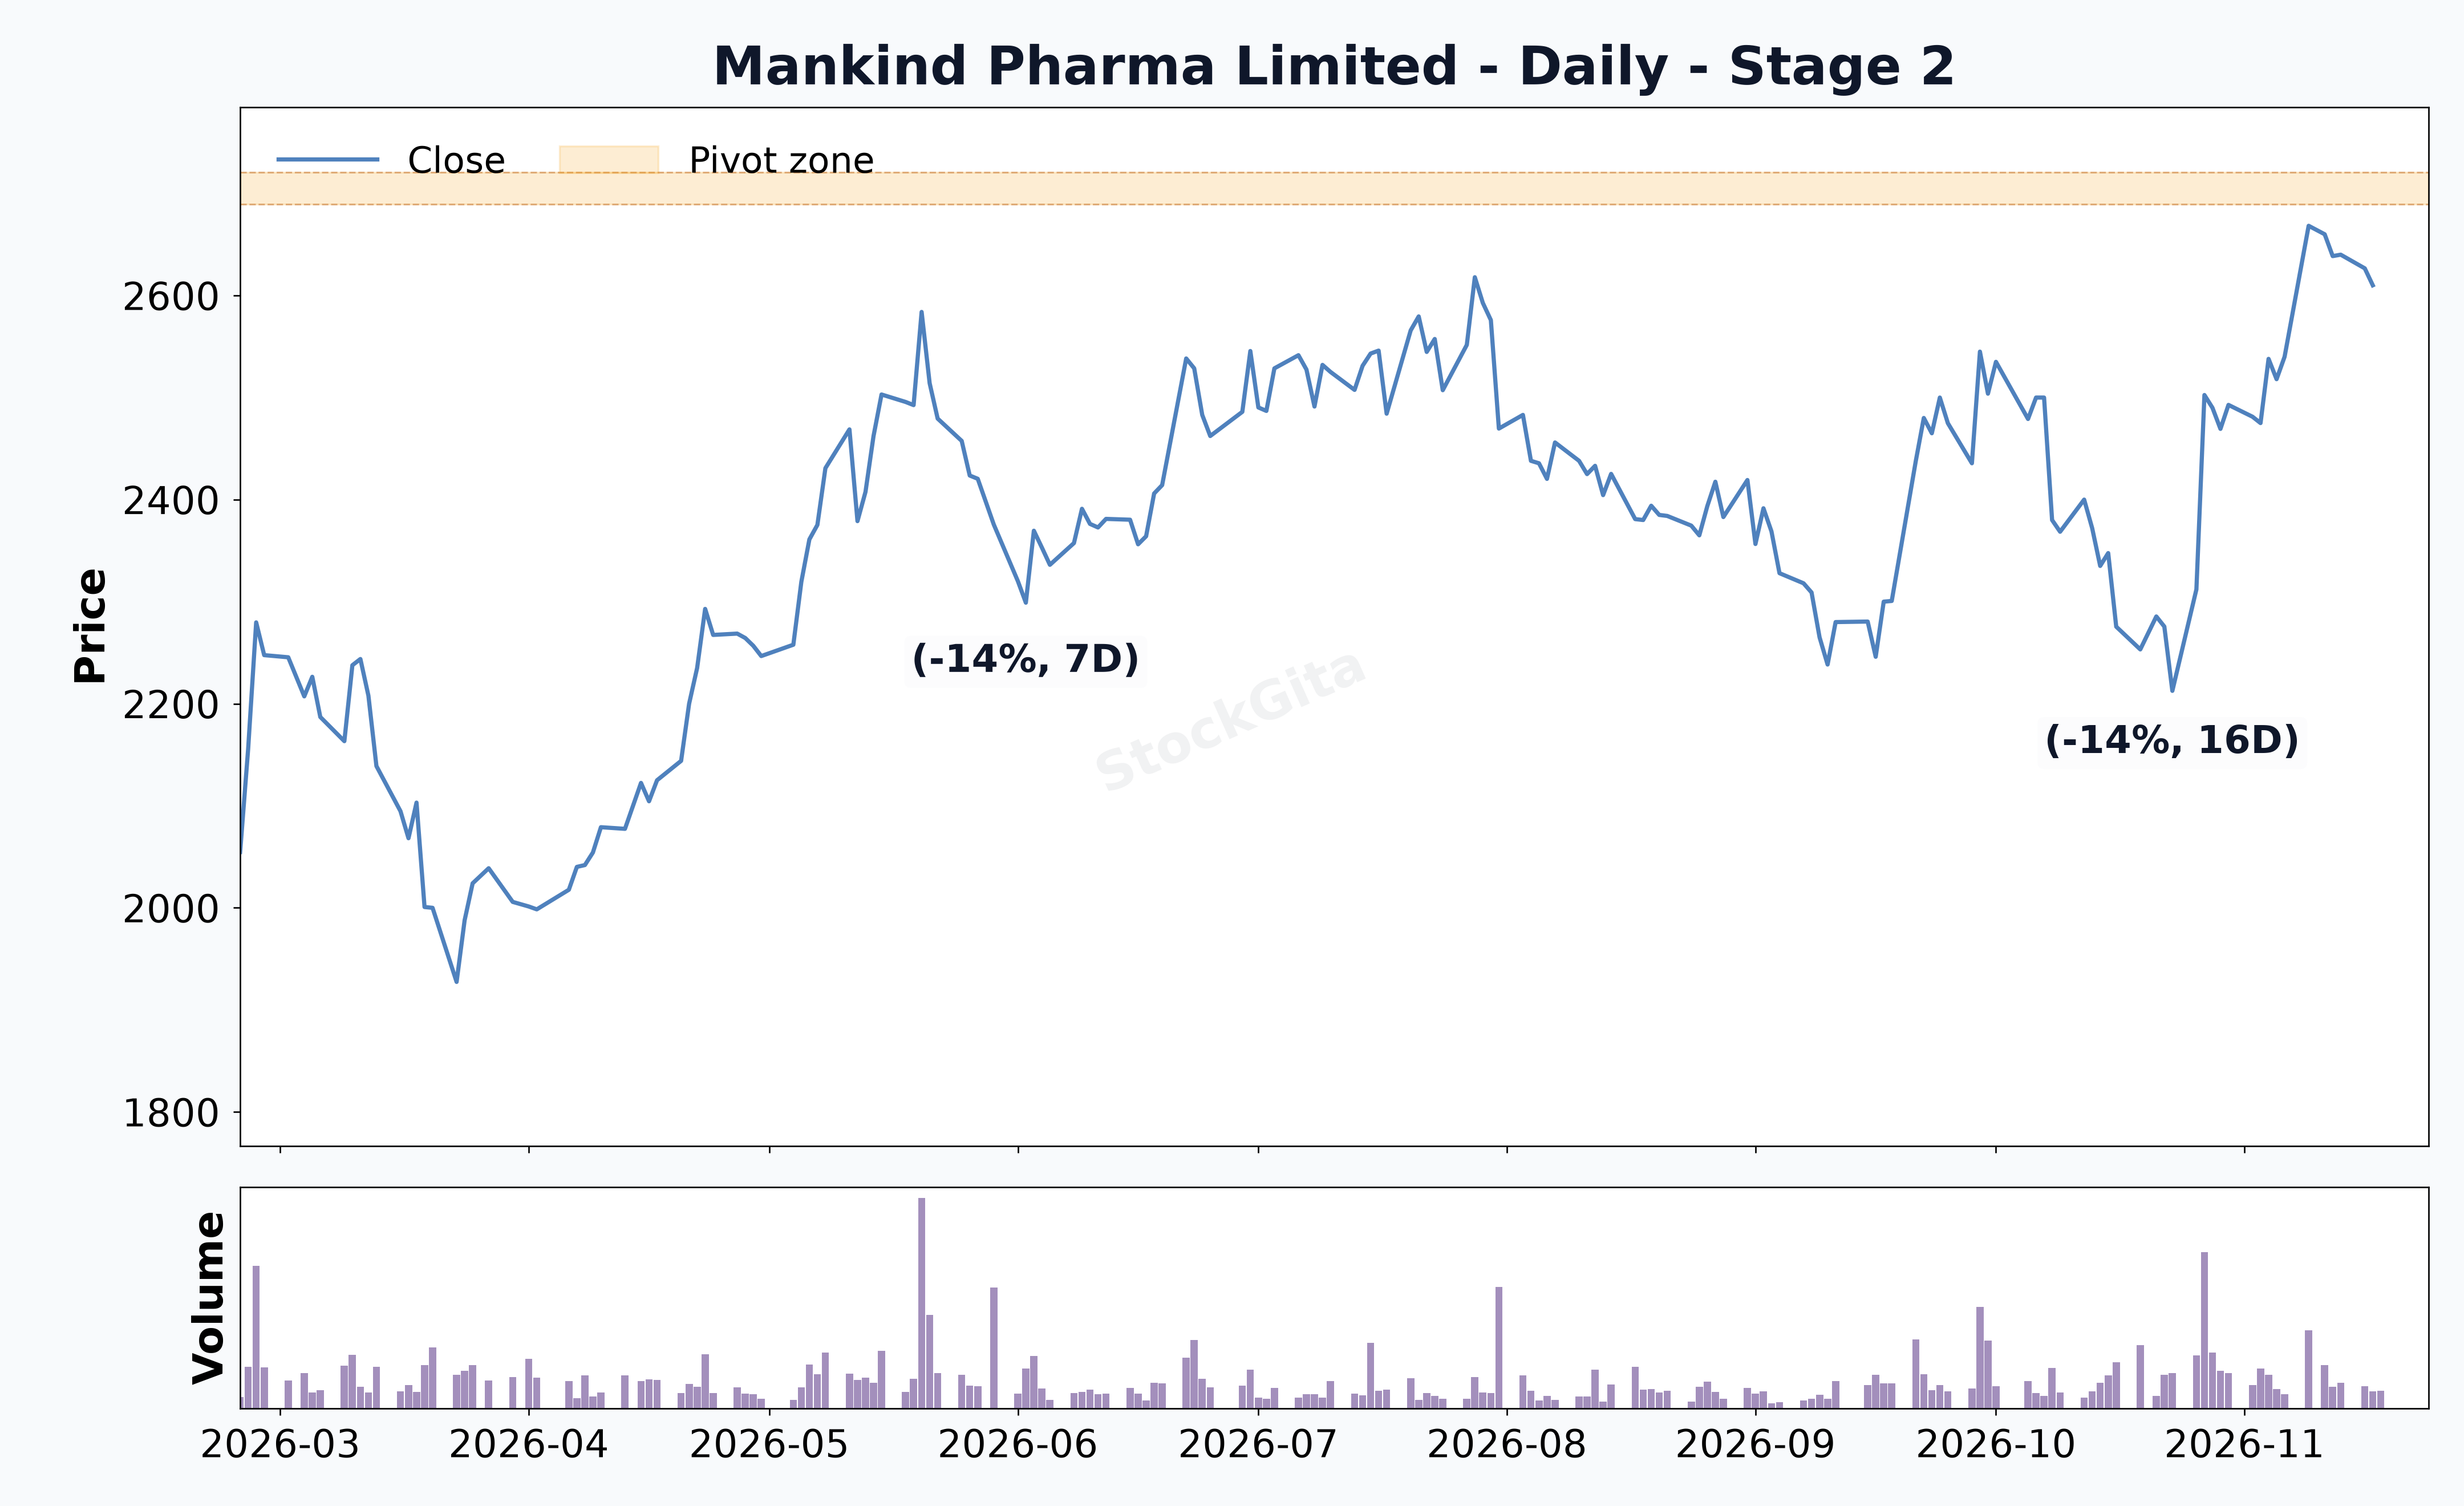 Mankind Pharma Limited - Daily - Stage 2
Close
Pivot zone
Price
2600
2400
2200
2000
1800
(-14%, 7D)
StockGita
(-14%, 16D)
Volume
2026-03
2026-04
2026-05
2026-06
2026-07
2026-08
2026-09
2026-10
2026-11